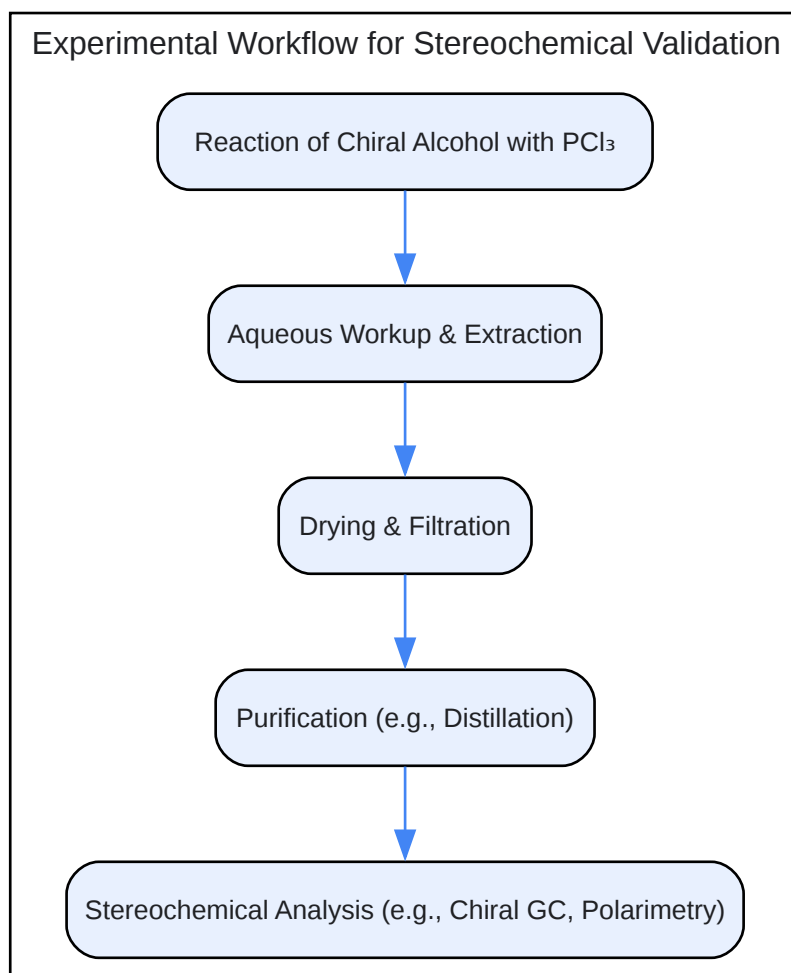 Experimental Workflow for Stereochemical Validation
Reaction of Chiral Alcohol with PCl₃
Aqueous Workup & Extraction
Drying & Filtration
Purification (e.g., Distillation)
Stereochemical Analysis (e.g., Chiral GC, Polarimetry)